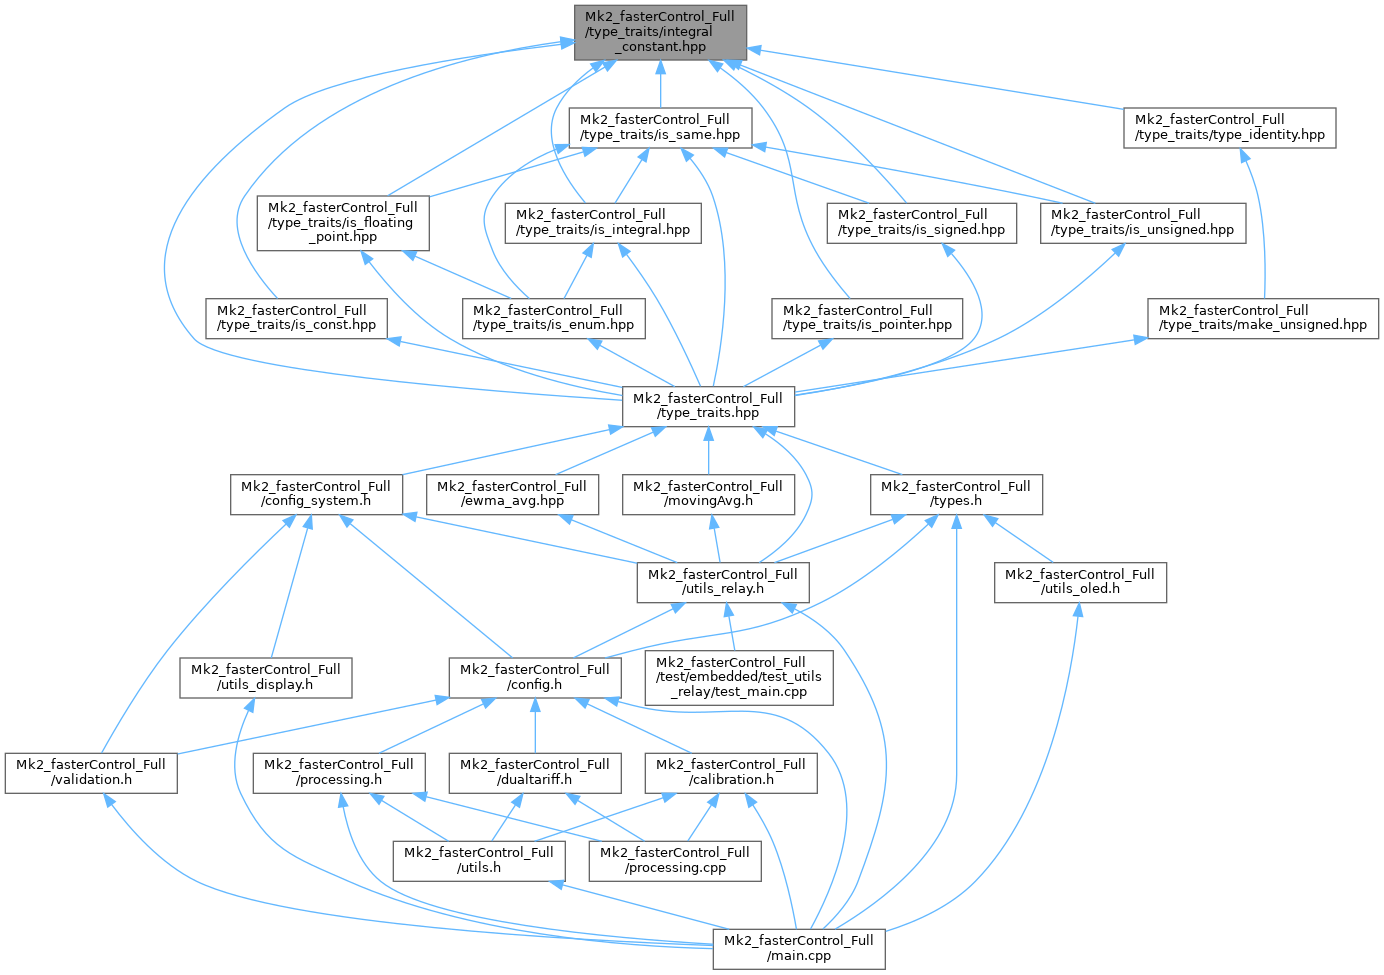 Mk2_fasterControl_Full
/type_traits/integral
_constant.hpp
Mk2_fasterControl_Full
/type_traits/is_same.hpp
Mk2_fasterControl_Full
/type_traits/type_identity.hpp
Mk2_fasterControl_Full
/type_traits/is_floating
_point.hpp
Mk2_fasterControl_Full
/type_traits/is_integral.hpp
Mk2_fasterControl_Full
/type_traits/is_signed.hpp
Mk2_fasterControl_Full
/type_traits/is_unsigned.hpp
Mk2_fasterControl_Full
/type_traits/is_const.hpp
Mk2_fasterControl_Full
/type_traits/is_enum.hpp
Mk2_fasterControl_Full
/type_traits/is_pointer.hpp
Mk2_fasterControl_Full
/type_traits/make_unsigned.hpp
Mk2_fasterControl_Full
/type_traits.hpp
Mk2_fasterControl_Full
/config_system.h
Mk2_fasterControl_Full
/ewma_avg.hpp
Mk2_fasterControl_Full
/movingAvg.h
Mk2_fasterControl_Full
/types.h
Mk2_fasterControl_Full
/utils_relay.h
Mk2_fasterControl_Full
/utils_oled.h
Mk2_fasterControl_Full
/utils_display.h
Mk2_fasterControl_Full
/config.h
Mk2_fasterControl_Full
/test/embedded/test_utils
_relay/test_main.cpp
Mk2_fasterControl_Full
/validation.h
Mk2_fasterControl_Full
/processing.h
Mk2_fasterControl_Full
/dualtariff.h
Mk2_fasterControl_Full
/calibration.h
Mk2_fasterControl_Full
/utils.h
Mk2_fasterControl_Full
/processing.cpp
Mk2_fasterControl_Full
/main.cpp